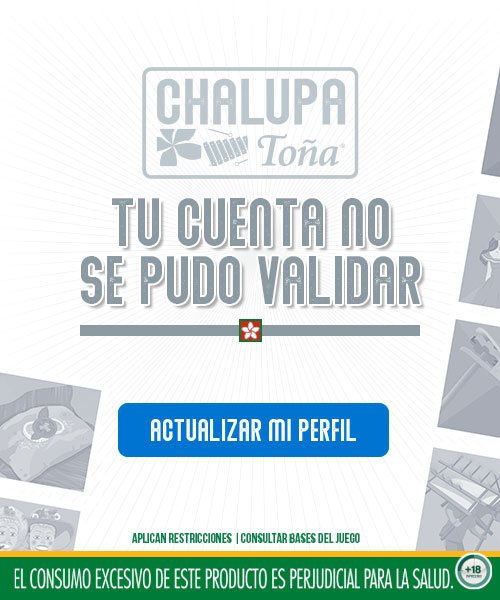 CHALUPA
Toña®
TU CUENTA NO
SE PUDO VALIDAR
ACTUALIZAR MI PERFIL
APLICAN RESTRICCIONES | CONSULTAR BASES DEL JUEGO
EL CONSUMO EXCESIVO DE ESTE PRODUCTO ES PERJUDICIAL PARA LA SALUD.
+18